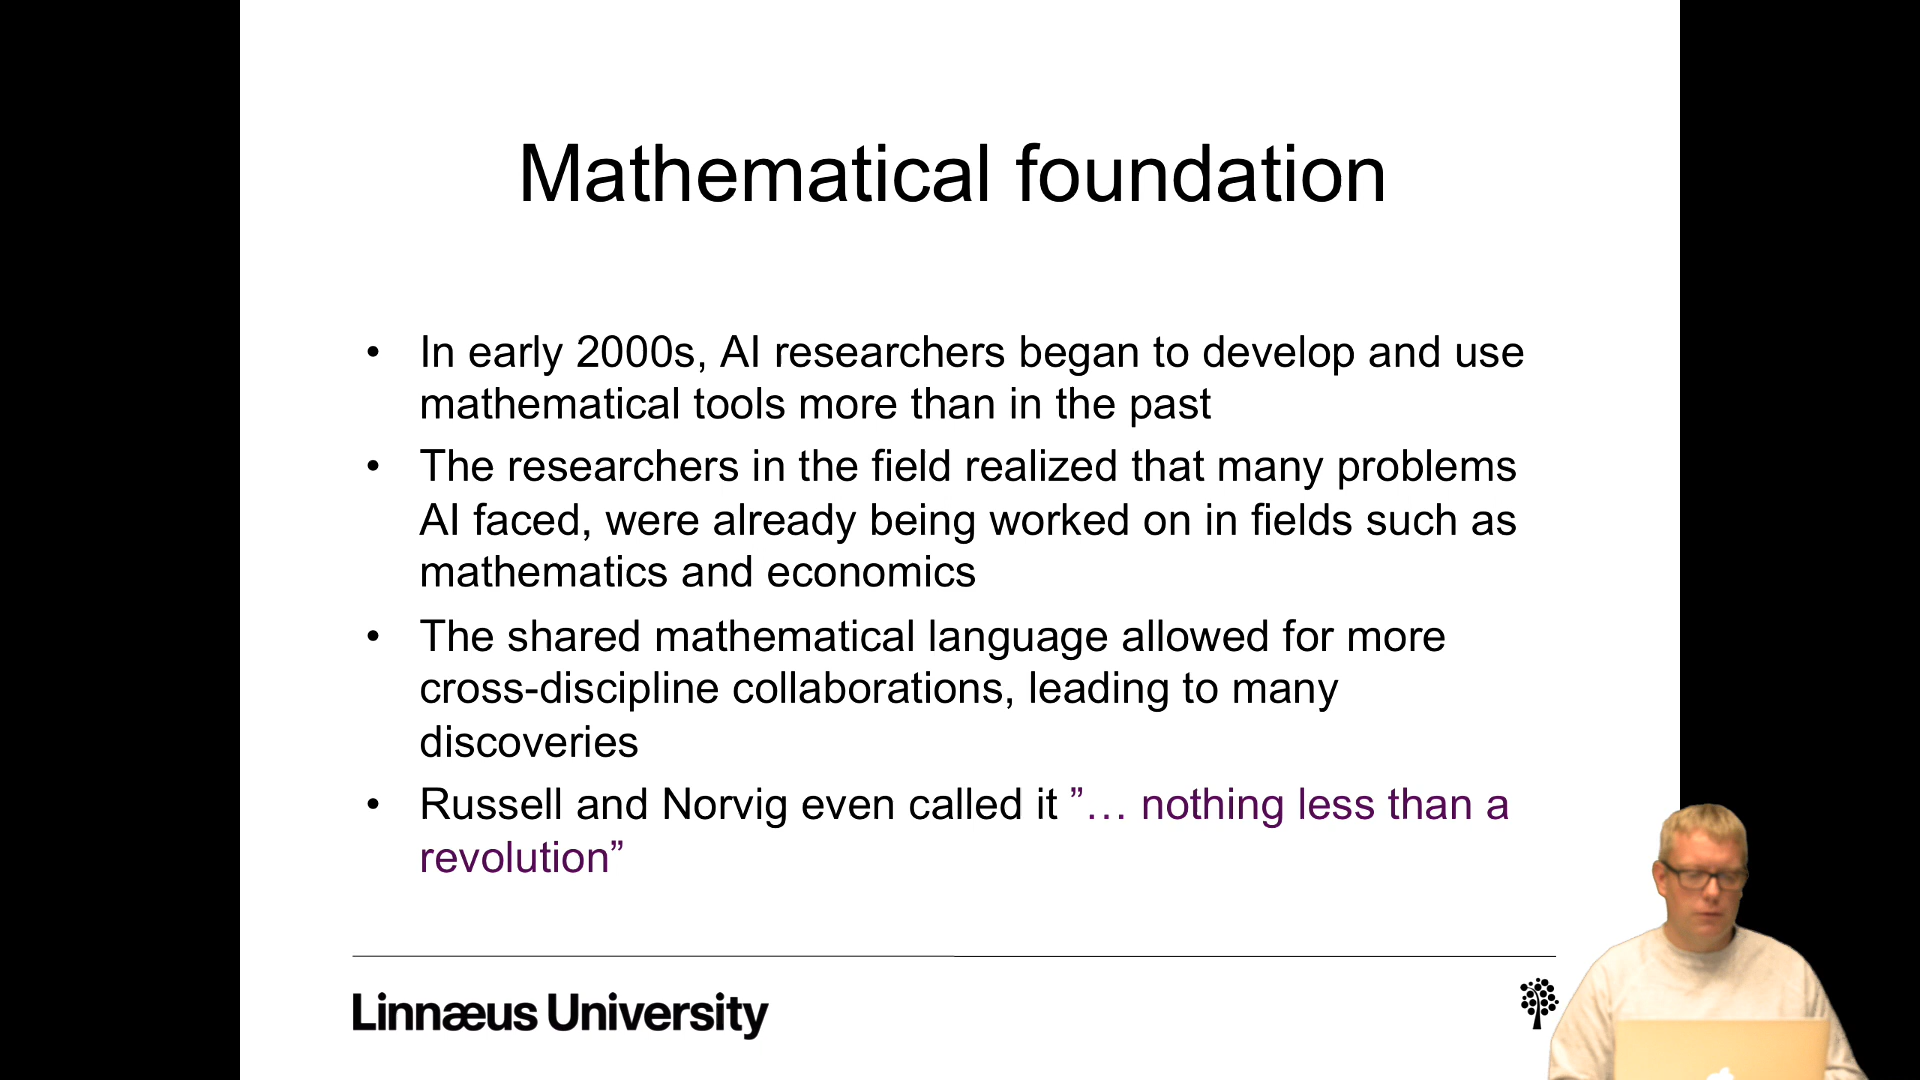 Mathematical foundation
• In early 2000s, AI researchers began to develop and use
mathematical tools more than in the past
• The researchers in the field realized that many problems
AI faced, were already being worked on in fields such as
mathematics and economics
• The shared mathematical language allowed for more
cross-discipline collaborations, leading to many
discoveries
• Russell and Norvig even called it ”… nothing less than a
revolution”
Linnæus University